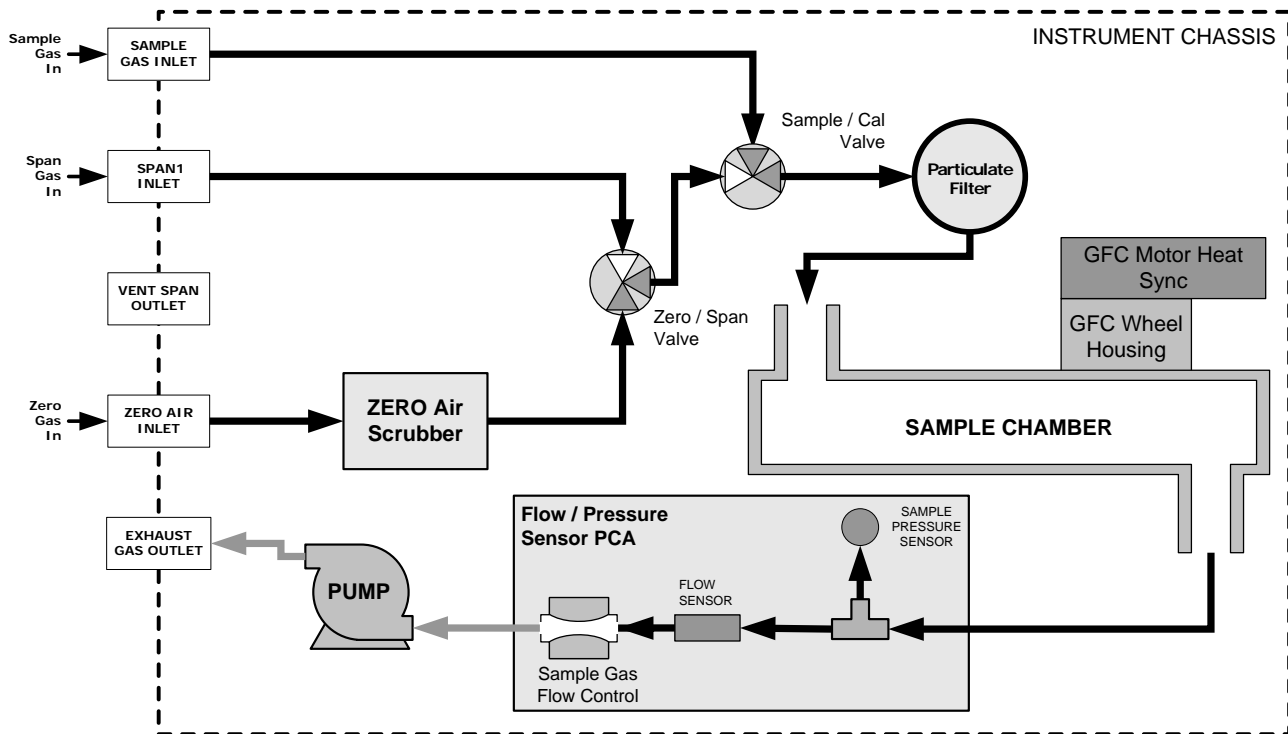 INSTRUMENT CHASSIS
Sample
Gas
In
SAMPLE
GAS INLET
Sample / Cal
Valve
Span
Gas
In
SPAN1
INLET
Particulate
Filter
VENT SPAN
OUTLET
Zero / Span
Valve
GFC Motor Heat
Sync
GFC Wheel
Housing
Zero
Gas
In
ZERO AIR
INLET
ZERO Air
Scrubber
SAMPLE CHAMBER
EXHAUST
GAS OUTLET
PUMP
Flow / Pressure
Sensor PCA
SAMPLE
PRESSURE
SENSOR
FLOW
SENSOR
Sample Gas
Flow Control